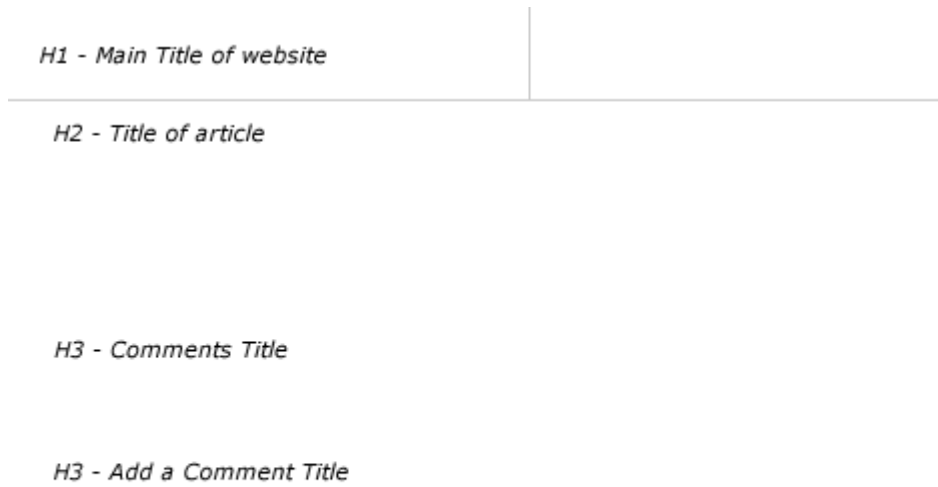 H1 - Main Title of website
H2 - Title of article
H3 - Comments Title
H3 - Add a Comment Title